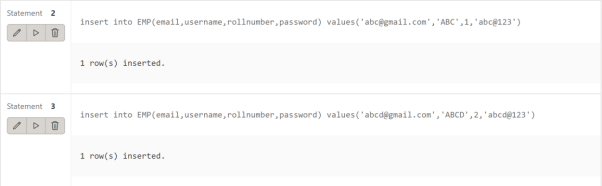 Statement 2
insert into EMP(email,username,rollnumber,password) values('abc@gmail.com','ABC',1,'abc@123')
1 row(s) inserted.
Statement 3
insert into EMP(email,username,rollnumber,password) values('abcd@gmail.com','ABCD',2,'abcd@123')
1 row(s) inserted.